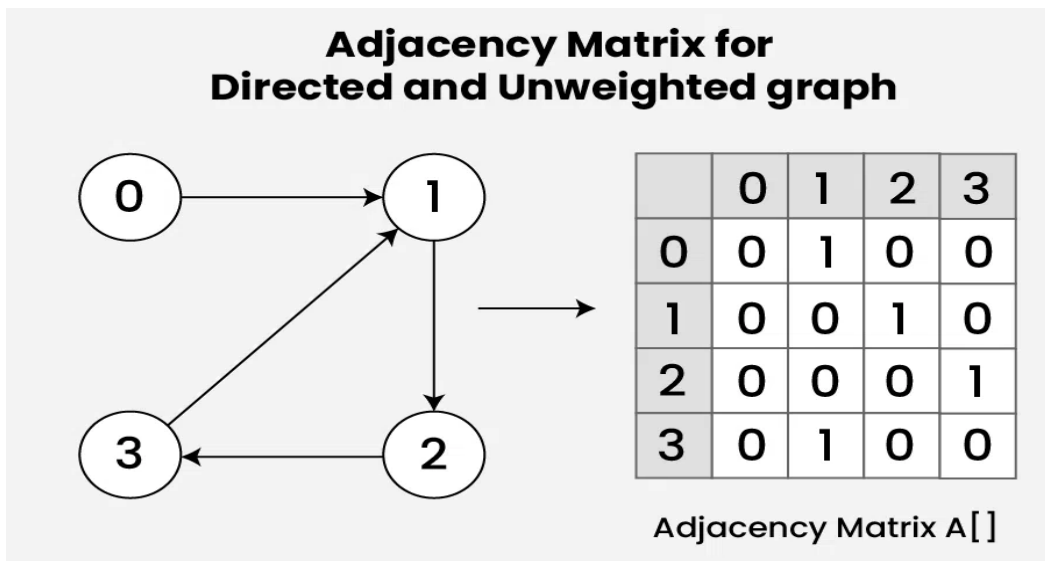 Adjacency Matrix for
Directed and Unweighted graph
0 1
3 2
0 1 2 3
0 0 1 0 0
1 0 0 1 0
2 0 0 0 1
3 0 1 0 0
Adjacency Matrix A[]